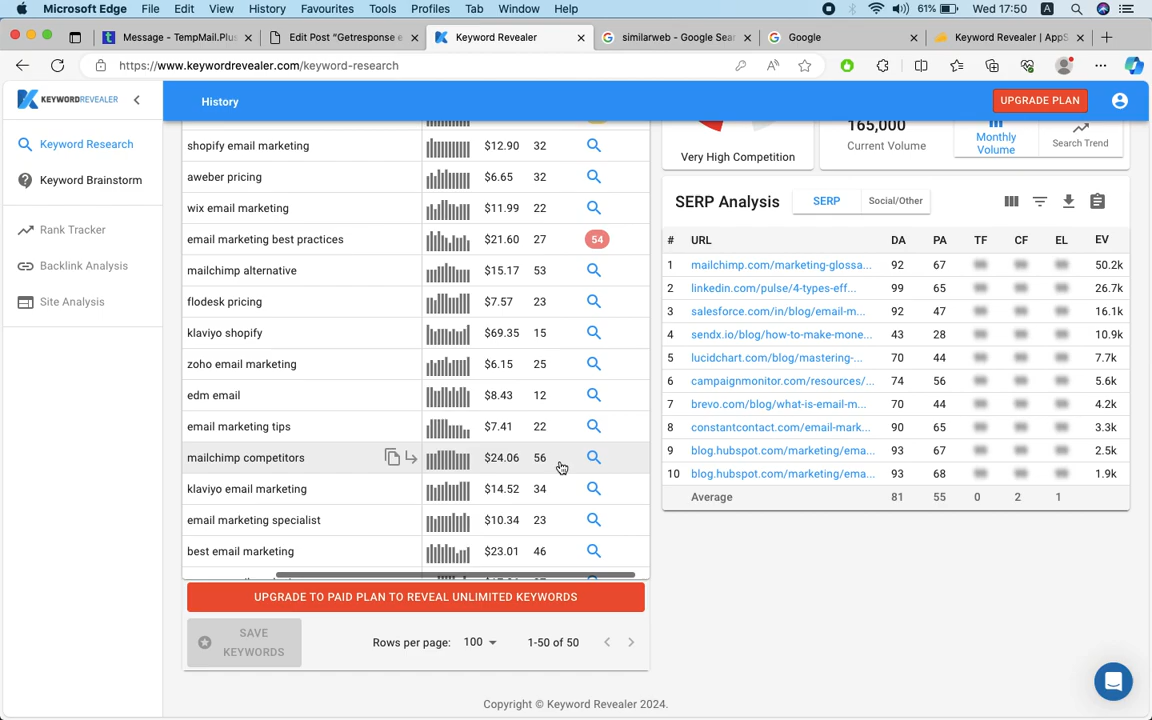 Microsoft Edge File Edit View History Favourites Tools Profiles Tab Window Help 61% Wed 17:50 A
Message - TempMail.Plus Edit Post “Getresponse e Keyword Revealer similarweb - Google Sear Google Keyword Revealer | AppS
https://www.keywordrevealer.com/keyword-research
KEYWORDREVEALER
History
UPGRADE PLAN
Keyword Research
Keyword Brainstorm
Rank Tracker
Backlink Analysis
Site Analysis
shopify email marketing $12.90 32
aweber pricing $6.65 32
wix email marketing $11.99 22
email marketing best practices $21.60 27 54
mailchimp alternative $15.17 53
flodesk pricing $7.57 23
klaviyo shopify $69.35 15
zoho email marketing $6.15 25
edm email $8.43 12
email marketing tips $7.41 22
mailchimp competitors $24.06 56
klaviyo email marketing $14.52 34
email marketing specialist $10.34 23
best email marketing $23.01 46
UPGRADE TO PAID PLAN TO REVEAL UNLIMITED KEYWORDS
SAVE
KEYWORDS
Rows per page: 100 1-50 of 50
Very High Competition
165,000
Current Volume
Monthly
Volume
Search Trend
SERP Analysis SERP Social/Other
# URL DA PA TF CF EL EV
1 mailchimp.com/marketing-glossa... 92 67 50.2k
2 linkedin.com/pulse/4-types-eff... 99 65 26.7k
3 salesforce.com/in/blog/email-m... 92 47 16.1k
4 sendx.io/blog/how-to-make-mone... 43 28 10.9k
5 lucidchart.com/blog/mastering-... 70 44 7.7k
6 campaignmonitor.com/resources/... 74 56 5.6k
7 brevo.com/blog/what-is-email-m... 70 44 4.2k
8 constantcontact.com/email-mark... 90 65 3.3k
9 blog.hubspot.com/marketing/ema... 93 67 2.5k
10 blog.hubspot.com/marketing/ema... 93 68 1.9k
Average 81 55 0 2 1
Copyright © Keyword Revealer 2024.